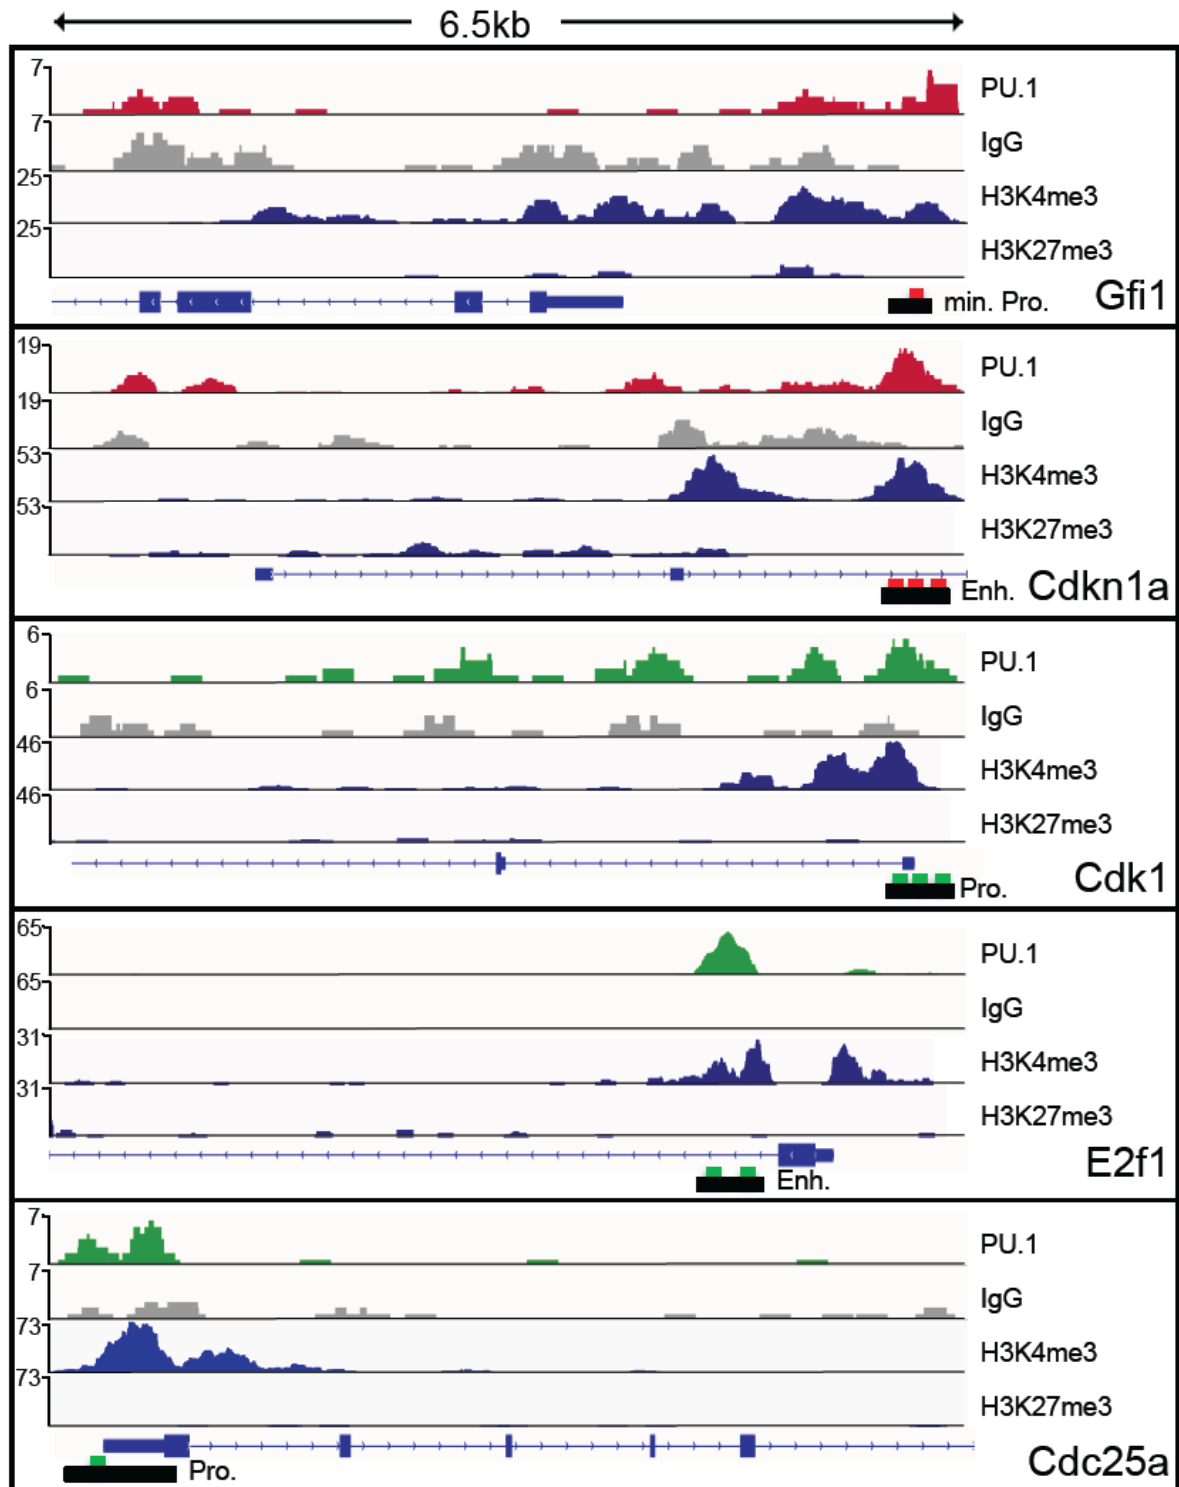 6.5kb
7
PU.1
7
IgG
25
H3K4me3
25
H3K27me3
min. Pro.
Gfi1
19
PU.1
19
IgG
53
H3K4me3
53
H3K27me3
Enh.
Cdkn1a
6
PU.1
6
IgG
46
H3K4me3
46
H3K27me3
Pro.
Cdk1
65
PU.1
65
IgG
31
H3K4me3
31
H3K27me3
Enh.
E2f1
7
PU.1
7
IgG
73
H3K4me3
73
H3K27me3
Pro.
Cdc25a